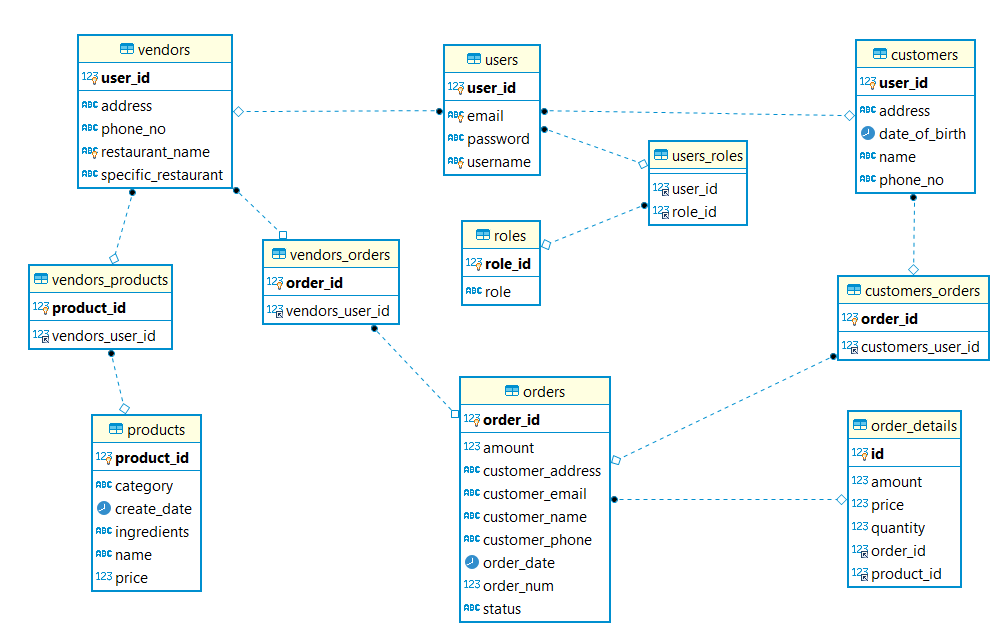 vendors
123 user_id
ABC address
ABC phone_no
ABC restaurant_name
ABC specific_restaurant
users
123 user_id
ABC email
ABC password
ABC username
customers
123 user_id
ABC address
date_of_birth
ABC name
ABC phone_no
users_roles
123 user_id
123 role_id
roles
123 role_id
ABC role
vendors_products
123 product_id
123 vendors_user_id
vendors_orders
123 order_id
123 vendors_user_id
customers_orders
123 order_id
123 customers_user_id
products
123 product_id
ABC category
create_date
ABC ingredients
ABC name
123 price
orders
123 order_id
123 amount
ABC customer_address
ABC customer_email
ABC customer_name
ABC customer_phone
order_date
123 order_num
ABC status
order_details
123 id
123 amount
123 price
123 quantity
123 order_id
123 product_id